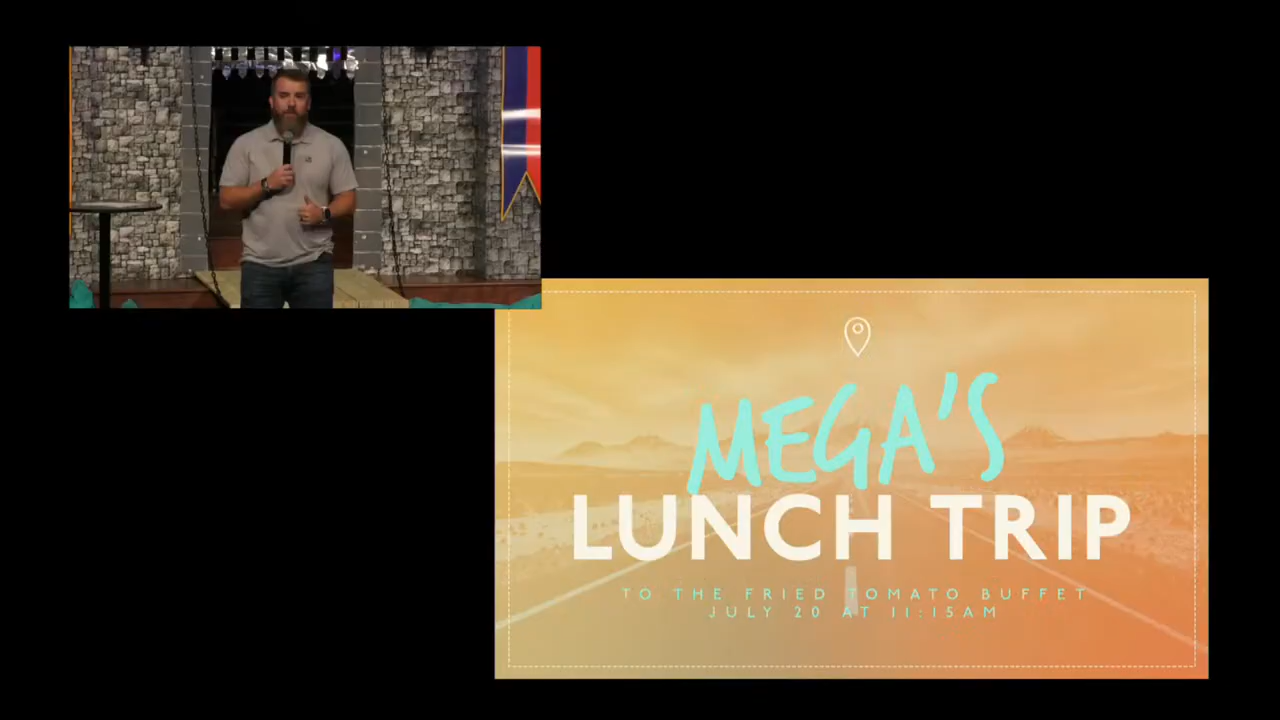 MEGA'S
LUNCH TRIP
TO THE FRIED TOMATO BUFFET
JULY 20 AT 11:15AM